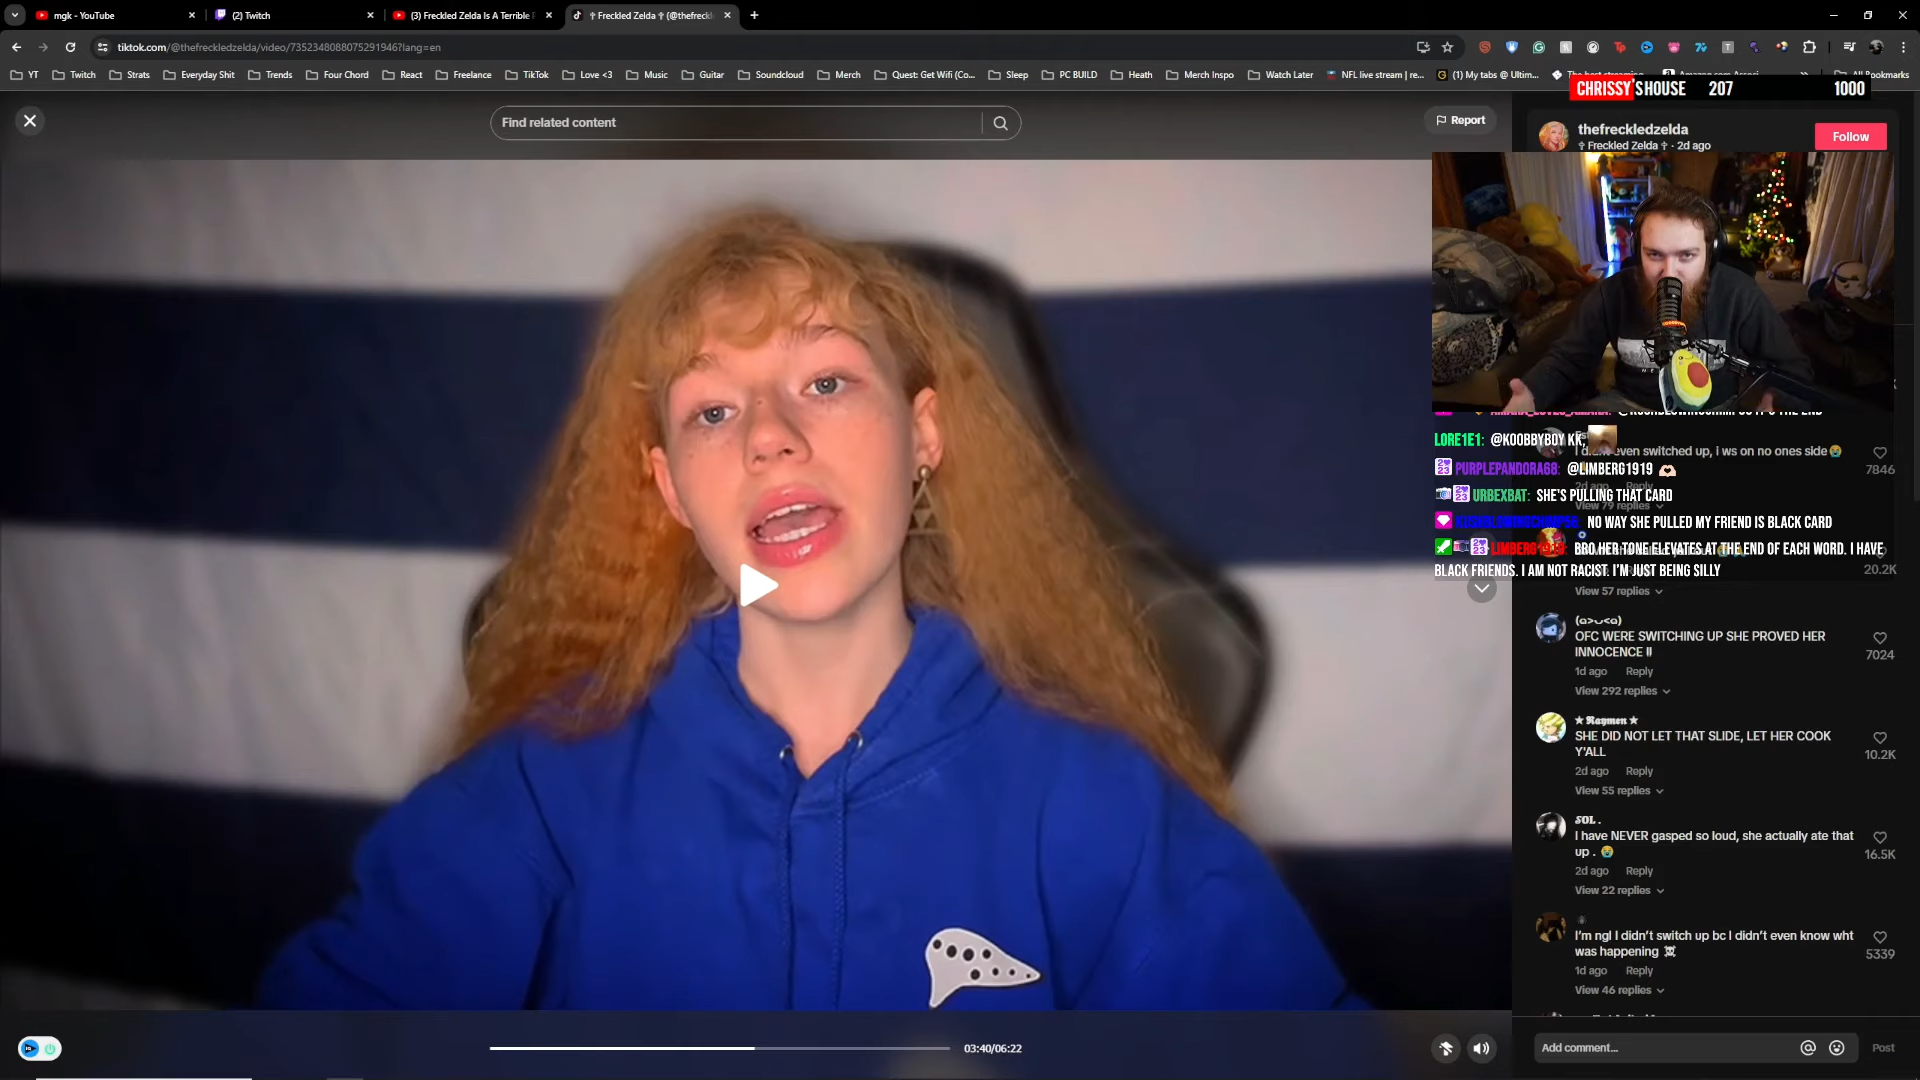 mgk - YouTube
(2) Twitch
(3) Freckled Zelda Is A Terrible
♱ Freckled Zelda ♱ (@thefreckl
tiktok.com/@thefreckledzelda/video/7352348088075291946?lang=en
YT
Twitch
Strats
Everyday Shit
Trends
Four Chord
React
Freelance
TikTok
Love <3
Music
Guitar
Soundcloud
Merch
Quest: Get Wifi (Co...
Sleep
PC BUILD
Heath
Merch Inspo
Watch Later
NFL live stream | re...
(1) My tabs @ Ultim...
All Bookmarks
CHRISSY'SHOUSE 207 1000
Find related content
Report
thefreckledzelda
♱ Freckled Zelda ♱ · 2d ago
Follow
LORE1E1: @KOOBBYBOY KK,
even switched up, i ws on no ones side😭
7846
PURPLEPANDORA68: @LIMBERG1919 🫶🏻
URBEXBAT: SHE'S PULLING THAT CARD
View 79 replies
NO WAY SHE PULLED MY FRIEND IS BLACK CARD
BRO HER TONE ELEVATES AT THE END OF EACH WORD. I HAVE
BLACK FRIENDS. I AM NOT RACIST. I'M JUST BEING SILLY
20.2K
View 57 replies
OFC WERE SWITCHING UP SHE PROVED HER
INNOCENCE !!
7024
1d ago Reply
View 292 replies
★ Raymen ★
SHE DID NOT LET THAT SLIDE, LET HER COOK
Y'ALL
10.2K
2d ago Reply
View 55 replies
SOL .
I have NEVER gasped so loud, she actually ate that
up . 😭
16.5K
2d ago Reply
View 22 replies
I'm ngl I didn't switch up bc I didn't even know wht
was happening ☠
5339
1d ago Reply
View 46 replies
03:40/06:22
Add comment...
Post